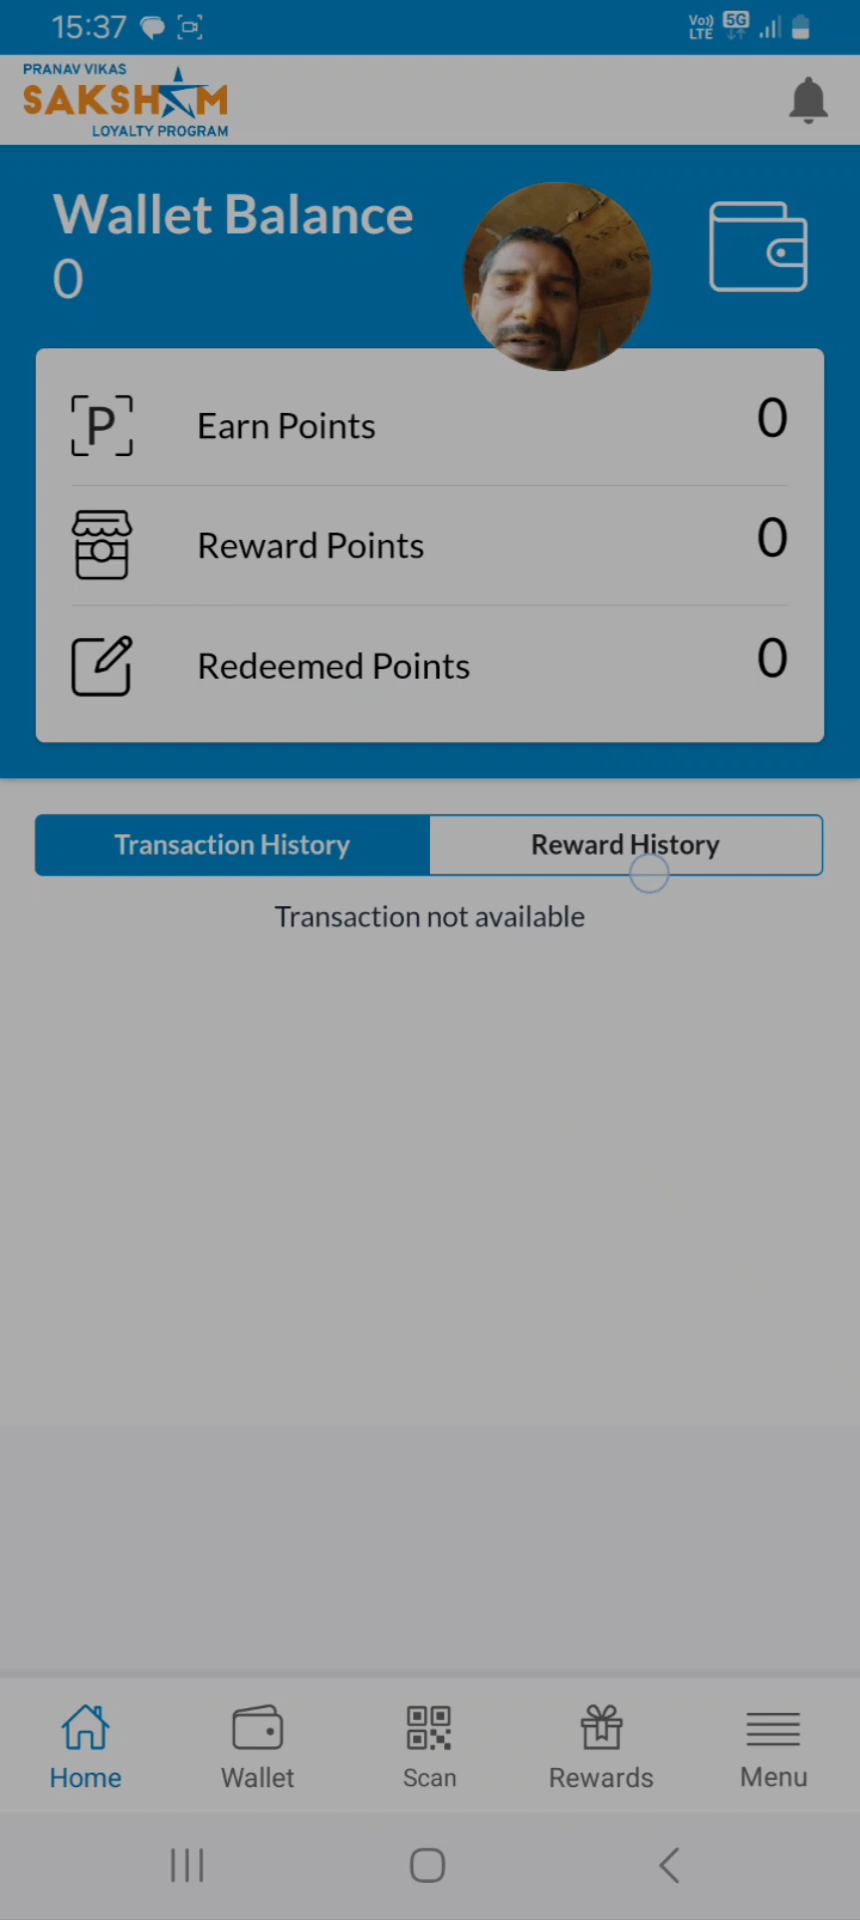 15:37
Vo)) LTE 5G
PRANAV VIKAS
SAKSHAM
LOYALTY PROGRAM
Wallet Balance
0
P Earn Points 0
Reward Points 0
Redeemed Points 0
Transaction History Reward History
Transaction not available
Home Wallet Scan Rewards Menu